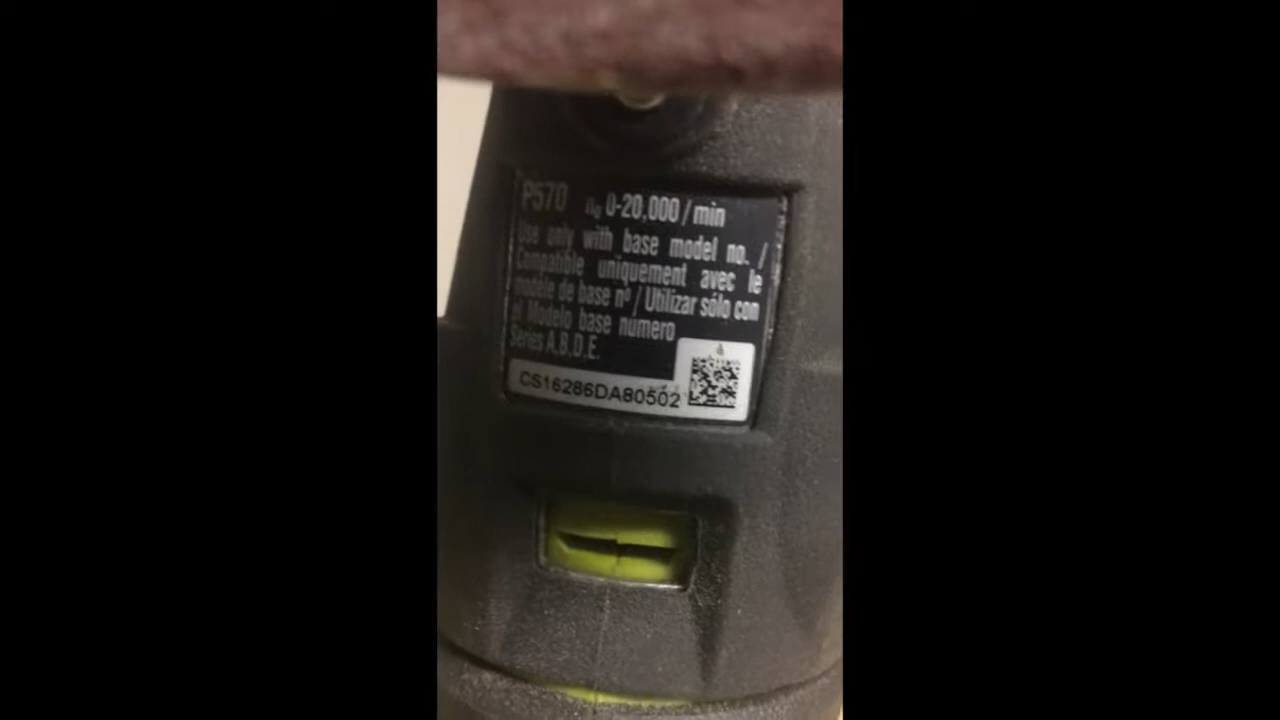 P570 n₀ 0-20,000 / min
Use only with base model no. /
Compatible uniquement avec le
modèle de base nº / Utilizar sólo con
el Modelo base numero
Series A,B,D,E.
CS16286DA80502